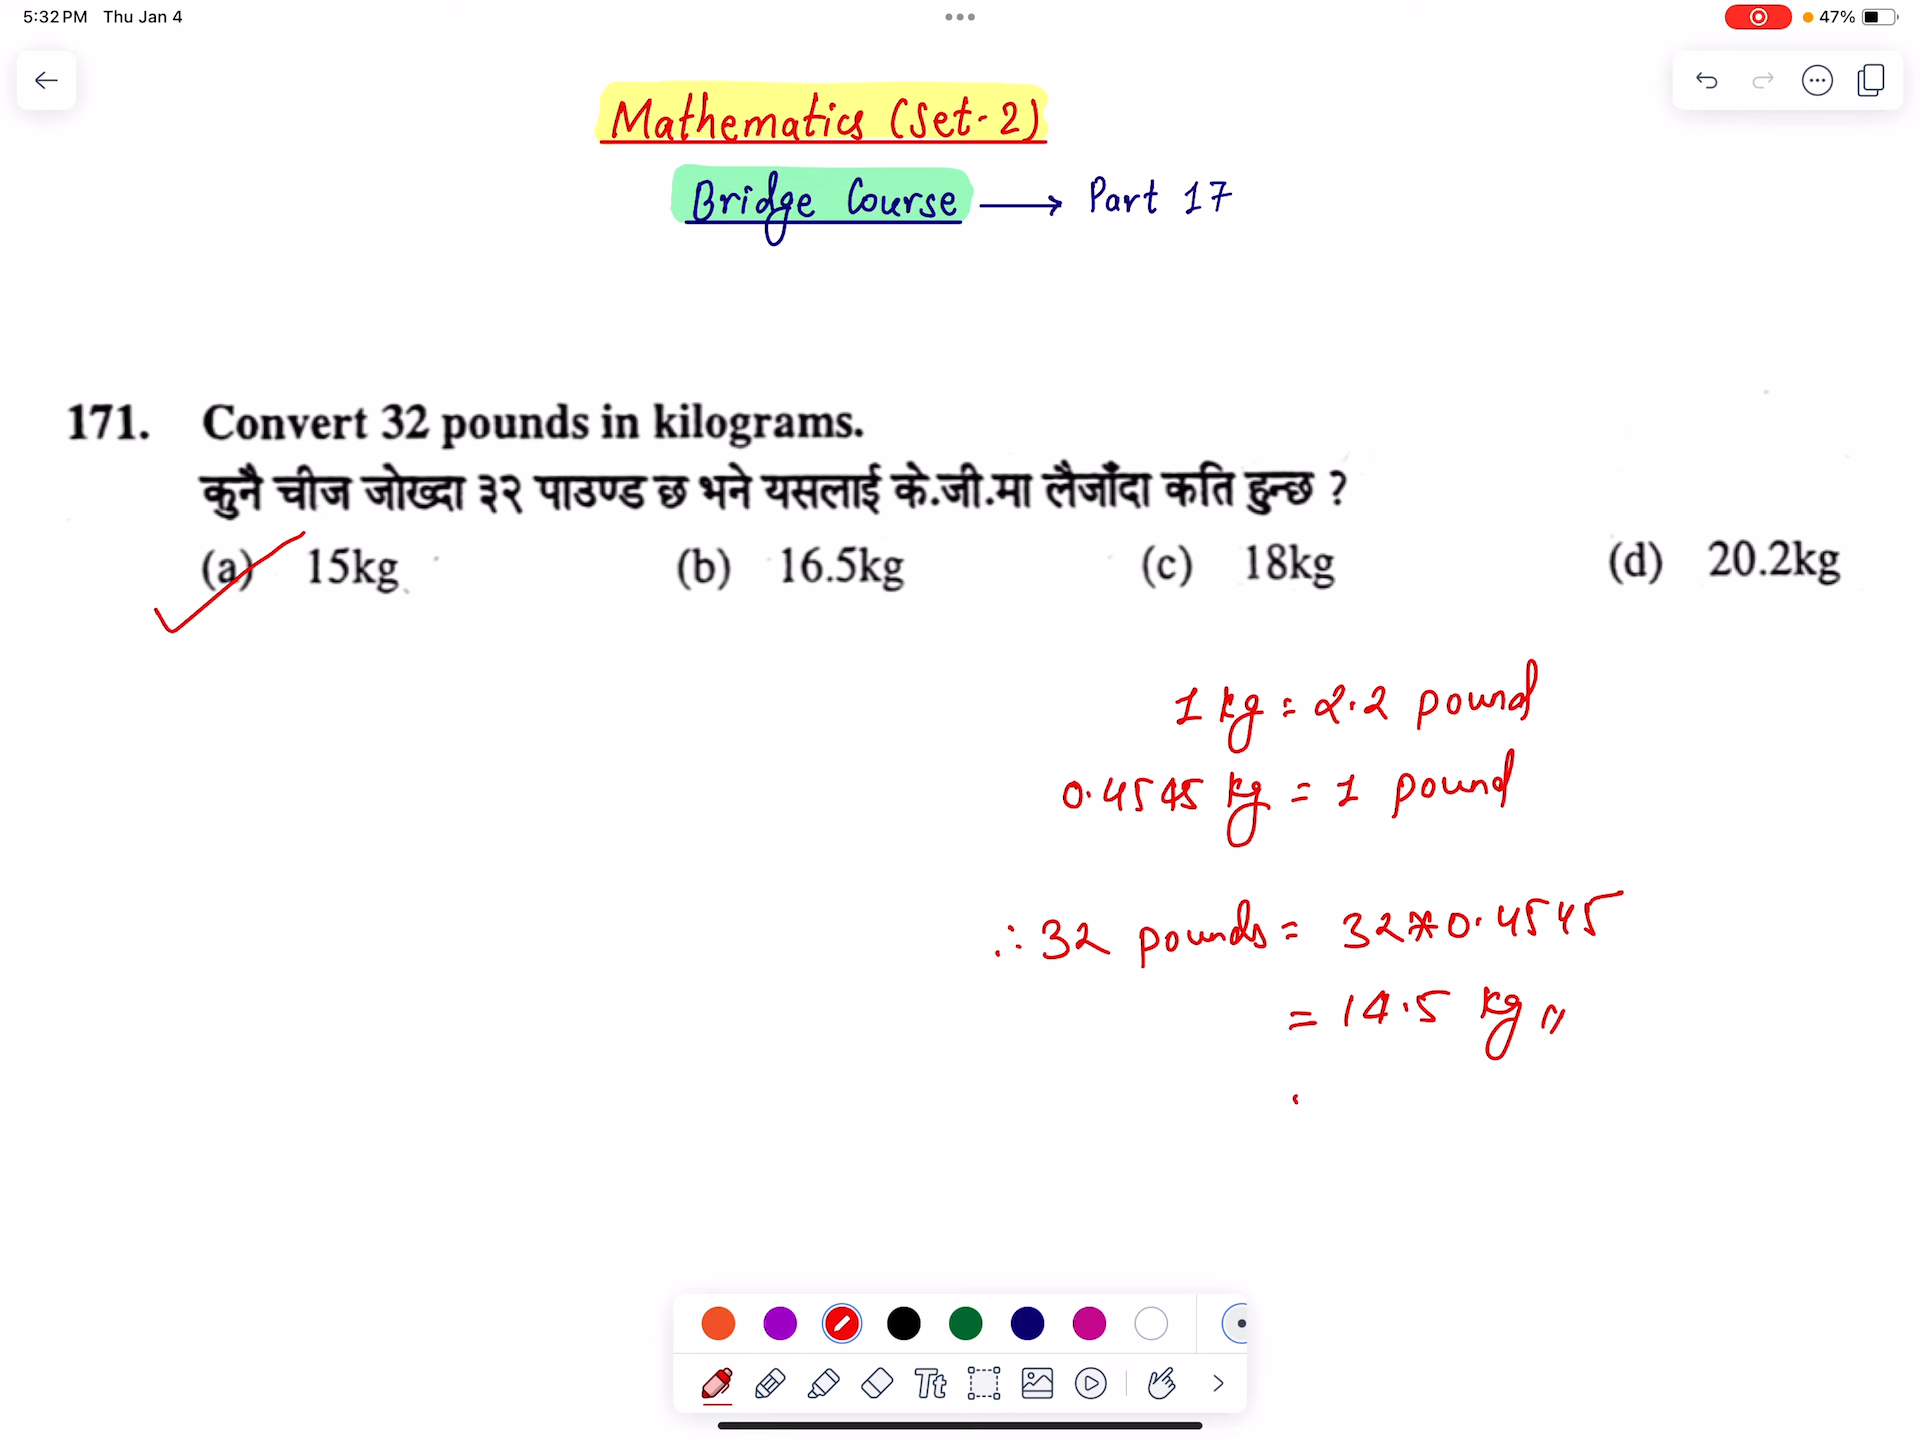 5:32 PM Thu Jan 4
47%
Mathematics (Set-2)
Bridge Course → Part 17
171. Convert 32 pounds in kilograms.
कुनै चीज जोख्दा ३२ पाउण्ड छ भने यसलाई के.जी.मा लैजाँदा कति हुन्छ ?
(a) 15kg (b) 16.5kg (c) 18kg (d) 20.2kg
1 kg = 2.2 pound
0.4545 kg = 1 pound
∴ 32 pounds = 32*0.4545
= 14.5 kg
Tt